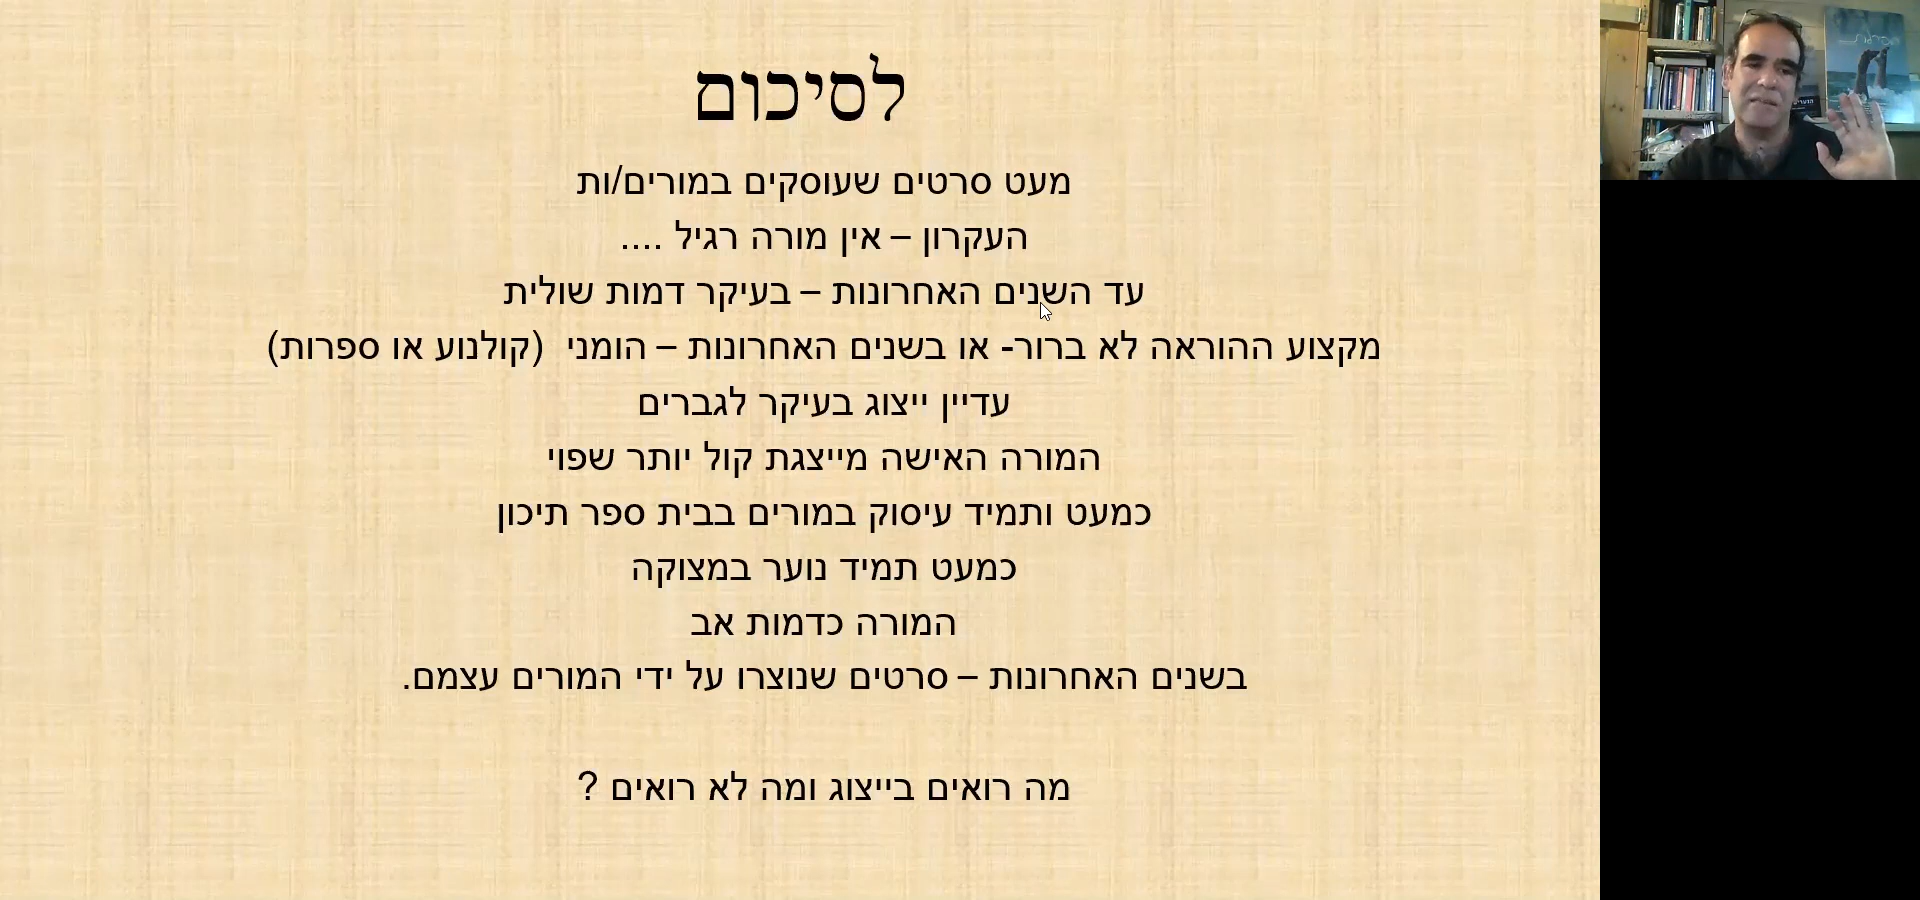 לסיכום
מעט סרטים שעוסקים במורים/ות
העקרון – אין מורה רגיל ....
עד השנים האחרונות – בעיקר דמות שולית
מקצוע ההוראה לא ברור- או בשנים האחרונות – הומני  (קולנוע או ספרות)
עדיין ייצוג בעיקר לגברים
המורה האישה מייצגת קול יותר שפוי
כמעט ותמיד עיסוק במורים בבית ספר תיכון
כמעט תמיד נוער במצוקה
המורה כדמות אב
בשנים האחרונות – סרטים שנוצרו על ידי המורים עצמם.
מה רואים בייצוג ומה לא רואים ?